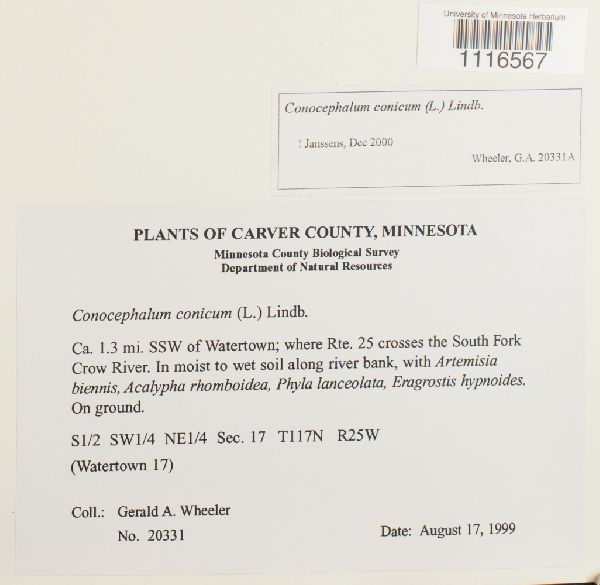 University of Minnesota Herbarium
1116567
Conocephalum conicum (L.) Lindb.
! Janssens, Dec 2000
Wheeler, G.A. 20331A
PLANTS OF CARVER COUNTY, MINNESOTA
Minnesota County Biological Survey
Department of Natural Resources
Conocephalum conicum (L.) Lindb.
Ca. 1.3 mi. SSW of Watertown; where Rte. 25 crosses the South Fork
Crow River. In moist to wet soil along river bank, with Artemisia
biennis, Acalypha rhomboidea, Phyla lanceolata, Eragrostis hypnoides.
On ground.
S1/2 SW1/4 NE1/4 Sec. 17 T117N R25W
(Watertown 17)
Coll.: Gerald A. Wheeler
No. 20331
Date: August 17, 1999